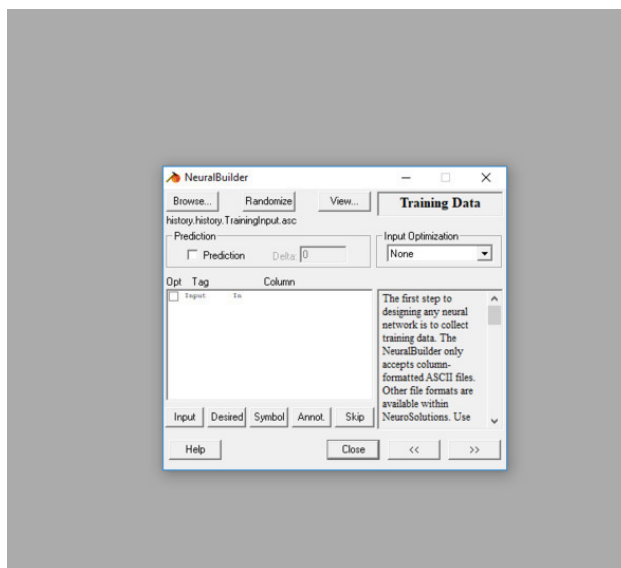 NeuralBuilder
Browse... Randomize View... Training Data
history.history.TrainingInput.asc
Prediction
Prediction Delta: 0
Input Optimization
None
Opt Tag Column
Input In
The first step to
designing any neural
network is to collect
training data. The
NeuralBuilder only
accepts column-
formatted ASCII files.
Other file formats are
available within
NeuroSolutions. Use
Input Desired Symbol Annot. Skip
Help Close << >>